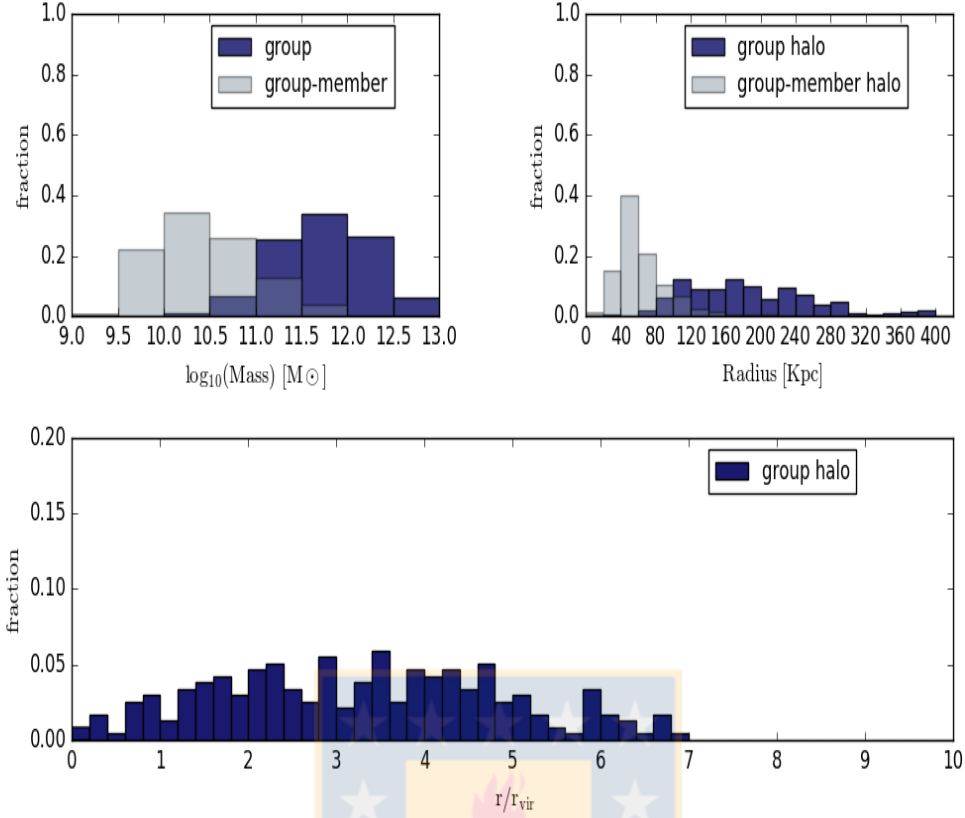 group
group-member
fraction
1.0
0.8
0.6
0.4
0.2
0.0
9.0 9.5 10.0 10.5 11.0 11.5 12.0 12.5 13.0
log₁₀(Mass) [M⊙]
group halo
group-member halo
fraction
1.0
0.8
0.6
0.4
0.2
0.0
0 40 80 120 160 200 240 280 320 360 400
Radius [Kpc]
group halo
fraction
0.20
0.15
0.10
0.05
0.00
0 1 2 3 4 5 6 7 8 9 10
r/r_vir